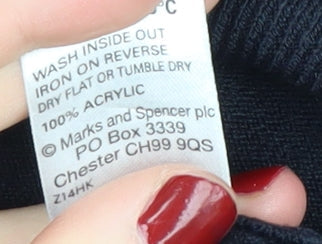 °C
WASH INSIDE OUT
IRON ON REVERSE
DRY FLAT OR TUMBLE DRY
100% ACRYLIC
© Marks and Spencer plc
PO Box 3339
Chester CH99 9QS
Z14HK